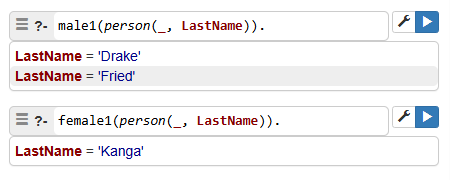 ?- male1(person(_, LastName)).
LastName = 'Drake'
LastName = 'Fried'
?- female1(person(_, LastName)).
LastName = 'Kanga'